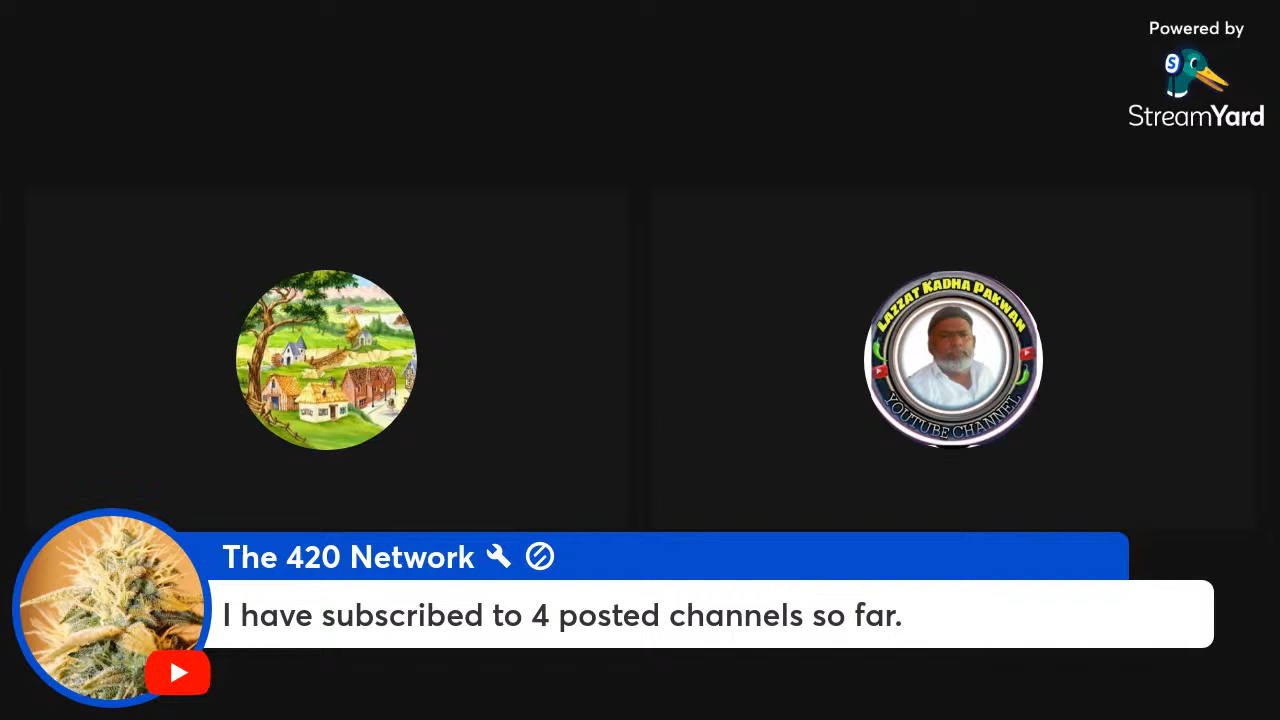 Powered by
StreamYard
LAZZAT KADHA PAKWAN
YOUTUBE CHANNEL
The 420 Network
I have subscribed to 4 posted channels so far.